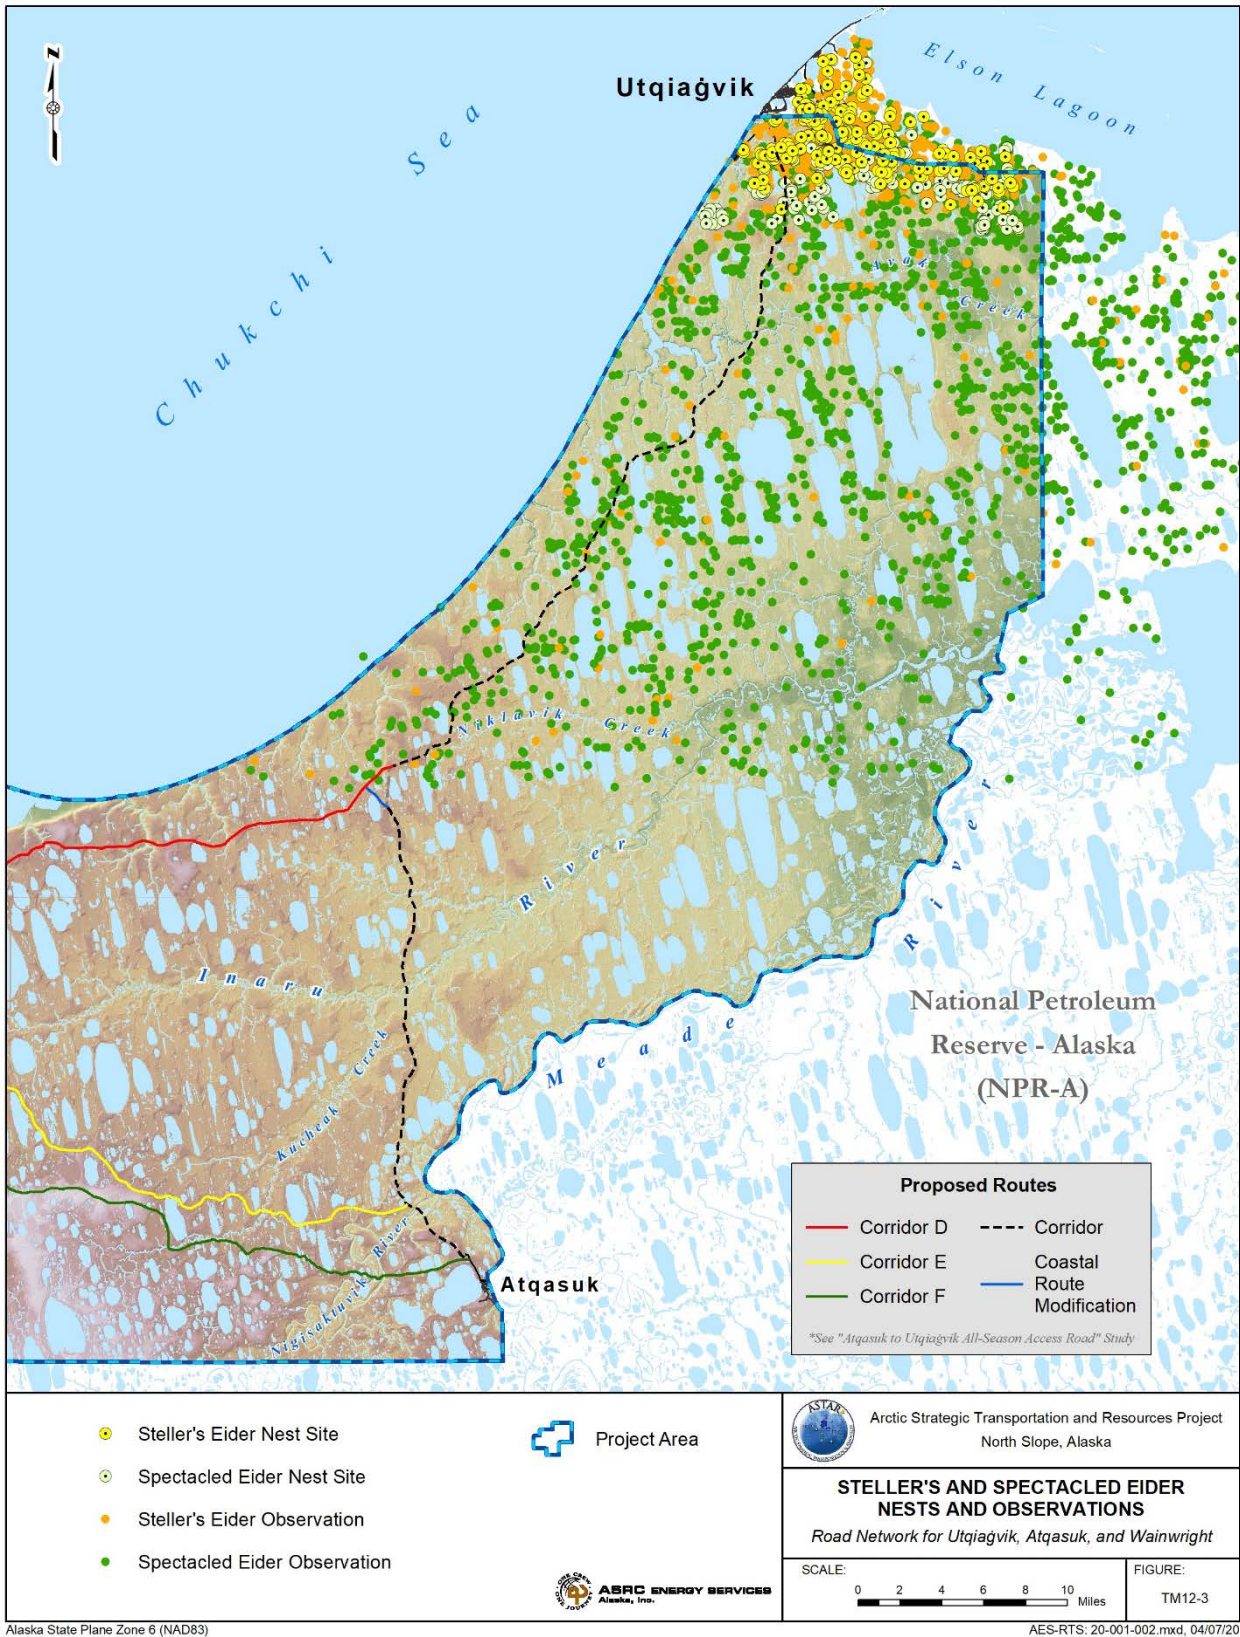 N
Utqiaġvik
Elson Lagoon
Chukchi Sea
Avak
Creek
Niklavik Creek
River
Inaru
Kucheak Creek
Meade River
National Petroleum
Reserve - Alaska
(NPR-A)
Nigisaktuvik River
Atqasuk
Proposed Routes
Corridor D
Corridor
Corridor E
Coastal
Route
Modification
Corridor F
*See "Atqasuk to Utqiaġvik All-Season Access Road" Study
Steller's Eider Nest Site
Spectacled Eider Nest Site
Steller's Eider Observation
Spectacled Eider Observation
Project Area
ASRC ENERGY SERVICES
Alaska, Inc.
ASTAR
Arctic Strategic Transportation and Resources Project
North Slope, Alaska
STELLER'S AND SPECTACLED EIDER
NESTS AND OBSERVATIONS
Road Network for Utqiaġvik, Atqasuk, and Wainwright
SCALE:
0 2 4 6 8 10
Miles
FIGURE:
TM12-3
Alaska State Plane Zone 6 (NAD83)
AES-RTS: 20-001-002.mxd, 04/07/20